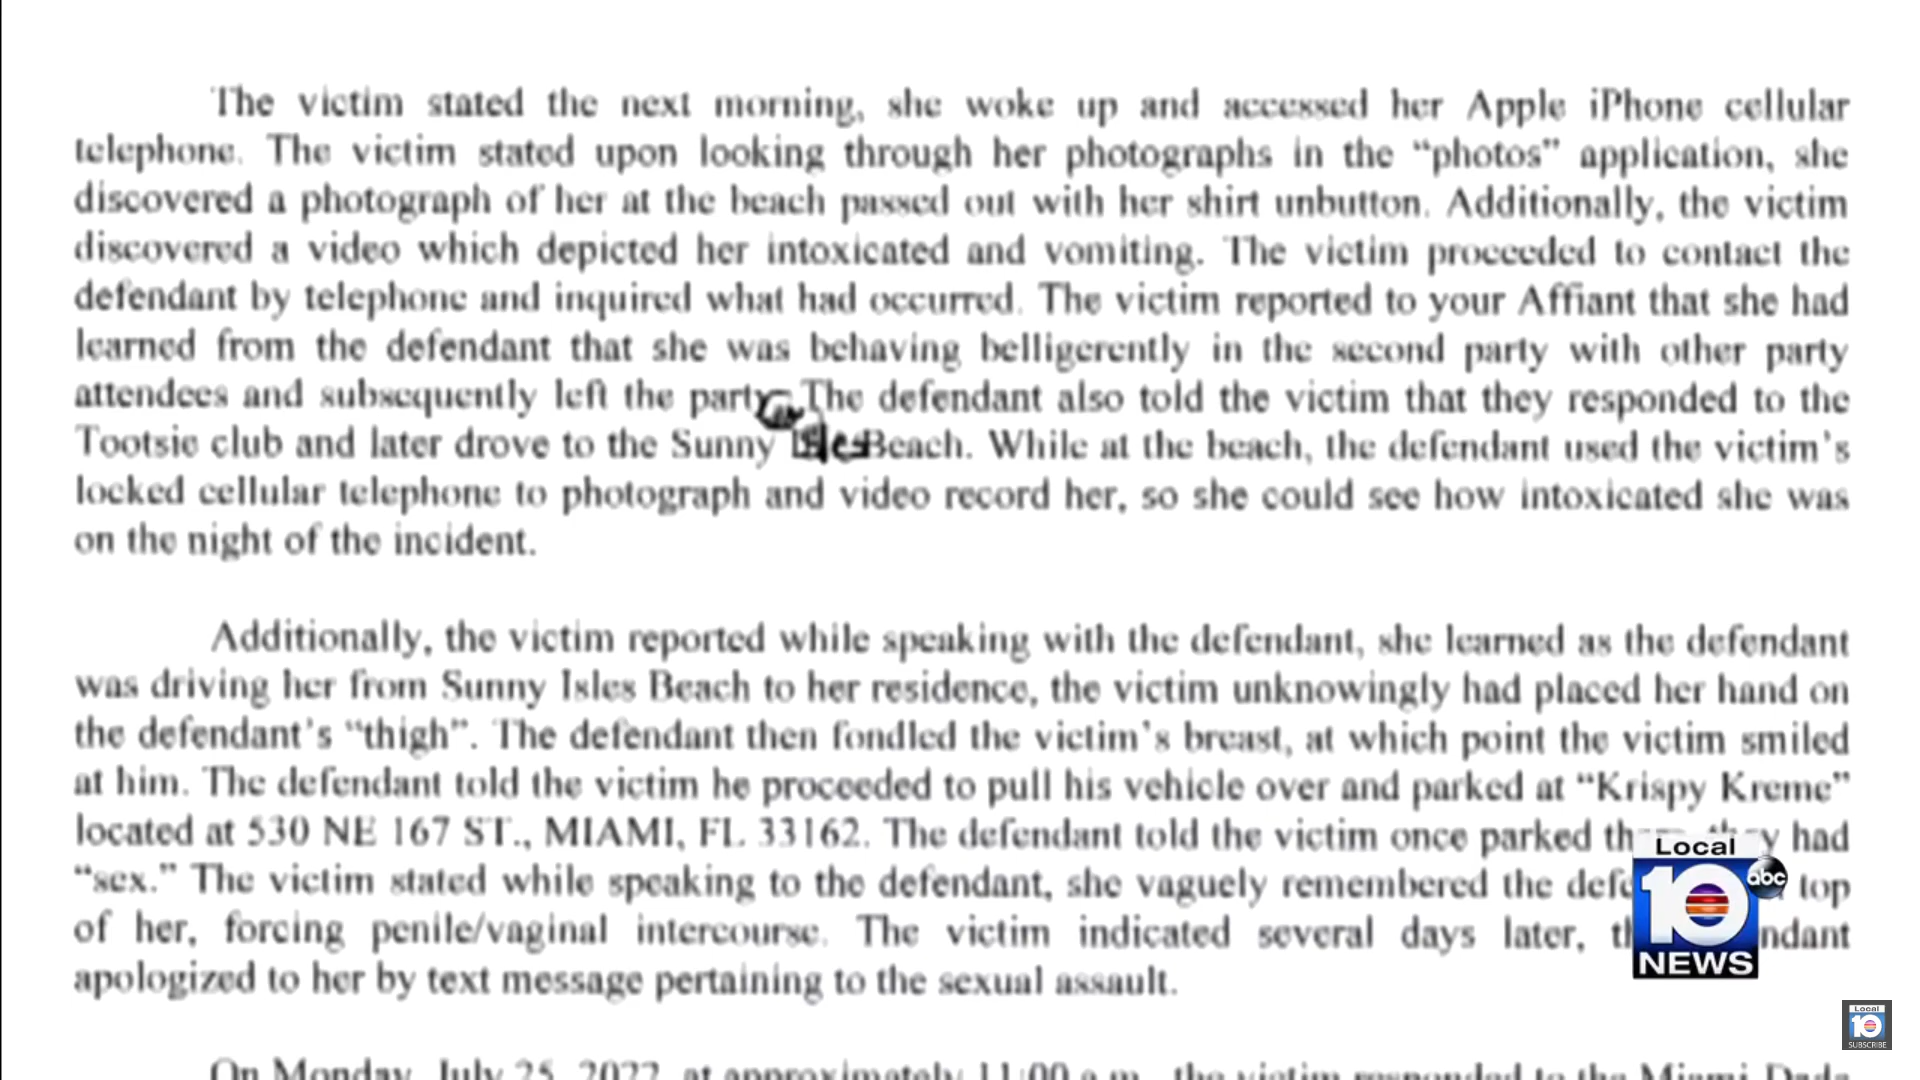 The victim stated the next morning, she woke up and accessed her Apple iPhone cellular
telephone. The victim stated upon looking through her photographs in the “photos” application, she
discovered a photograph of her at the beach passed out with her shirt unbutton. Additionally, the victim
discovered a video which depicted her intoxicated and vomiting. The victim proceeded to contact the
defendant by telephone and inquired what had occurred. The victim reported to your Affiant that she had
learned from the defendant that she was behaving belligerently in the second party with other party
attendees and subsequently left the party. The defendant also told the victim that they responded to the
Tootsie club and later drove to the Sunny Isles Beach. While at the beach, the defendant used the victim’s
locked cellular telephone to photograph and video record her, so she could see how intoxicated she was
on the night of the incident.
Additionally, the victim reported while speaking with the defendant, she learned as the defendant
was driving her from Sunny Isles Beach to her residence, the victim unknowingly had placed her hand on
the defendant’s “thigh”. The defendant then fondled the victim’s breast, at which point the victim smiled
at him. The defendant told the victim he proceeded to pull his vehicle over and parked at “Krispy Kreme”
located at 530 NE 167 ST., MIAMI, FL 33162. The defendant told the victim once parked had
“sex.” The victim stated while speaking to the defendant, she vaguely remembered the top
of her, forcing penile/vaginal intercourse. The victim indicated several days later,
apologized to her by text message pertaining to the sexual assault.
On Monday, July 25, 2022, at approximately 11:00 a.m., the victim responded to the Miami Dade
Local
10
abc
NEWS
Local
10
SUBSCRIBE